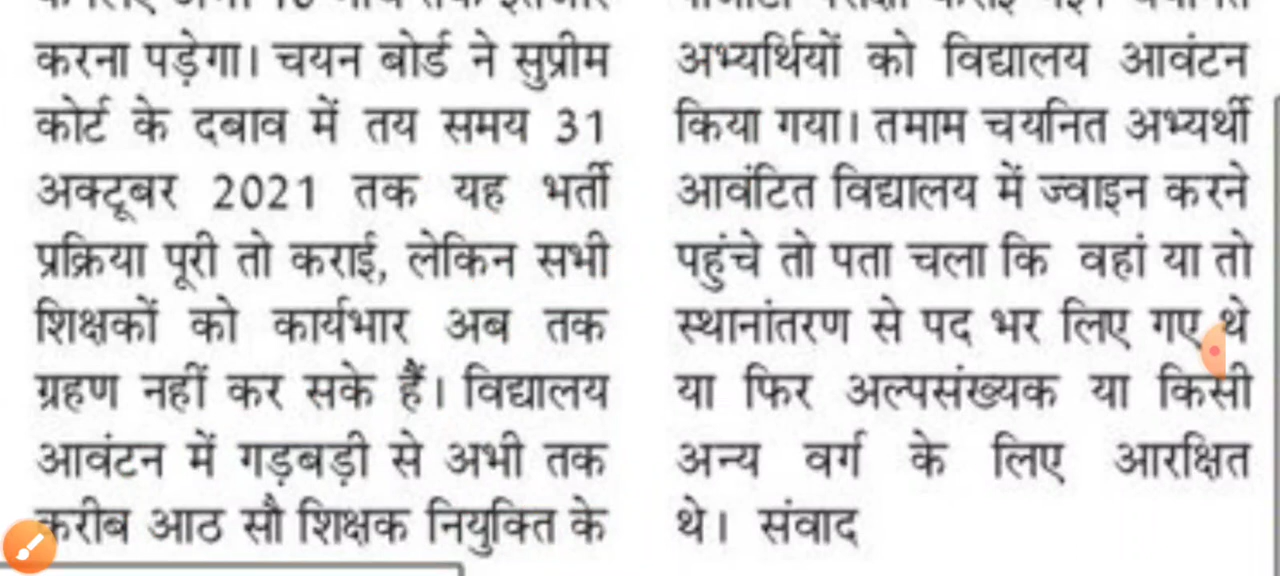 करना पड़ेगा। चयन बोर्ड ने सुप्रीम
कोर्ट के दबाव में तय समय 31
अक्टूबर 2021 तक यह भर्ती
प्रक्रिया पूरी तो कराई, लेकिन सभी
शिक्षकों को कार्यभार अब तक
ग्रहण नहीं कर सके हैं। विद्यालय
आवंटन में गड़बड़ी से अभी तक
करीब आठ सौ शिक्षक नियुक्ति के
अभ्यर्थियों को विद्यालय आवंटन
किया गया। तमाम चयनित अभ्यर्थी
आवंटित विद्यालय में ज्वाइन करने
पहुंचे तो पता चला कि वहां या तो
स्थानांतरण से पद भर लिए गए थे
या फिर अल्पसंख्यक या किसी
अन्य वर्ग के लिए आरक्षित
थे। संवाद